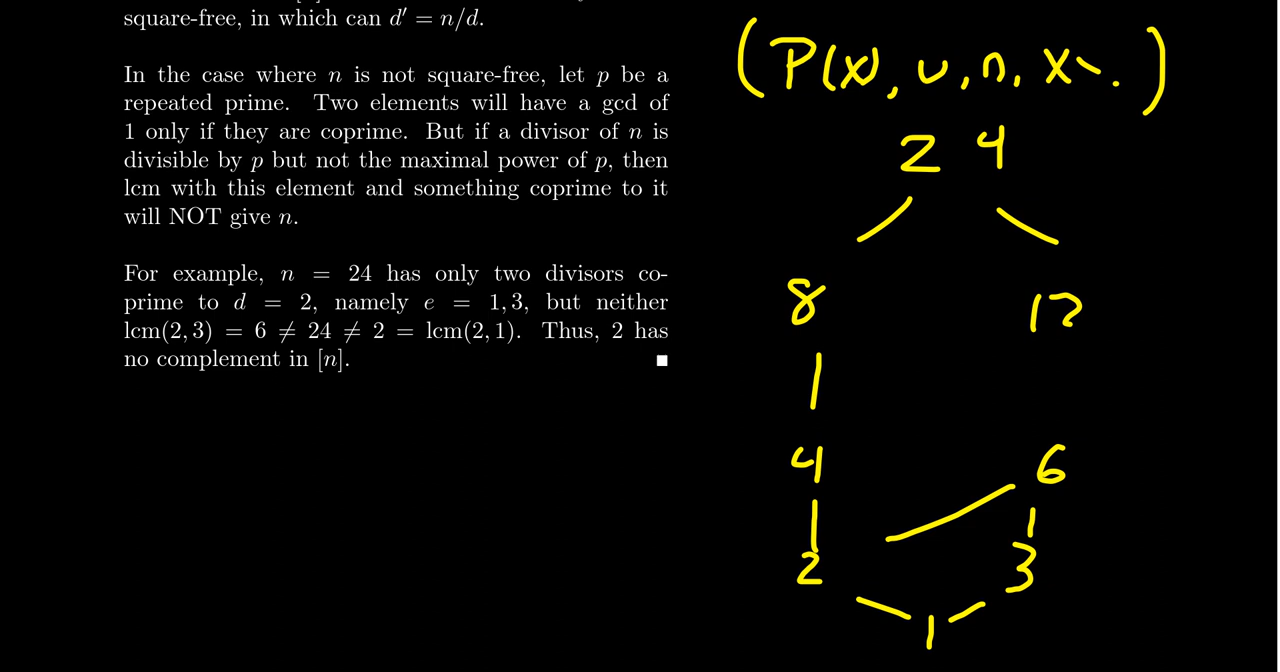 square-free, in which can d′ = n/d.
In the case where n is not square-free, let p be a
repeated prime. Two elements will have a gcd of
1 only if they are coprime. But if a divisor of n is
divisible by p but not the maximal power of p, then
lcm with this element and something coprime to it
will NOT give n.
For example, n = 24 has only two divisors co-
prime to d = 2, namely e = 1, 3, but neither
lcm(2, 3) = 6 ≠ 24 ≠ 2 = lcm(2, 1). Thus, 2 has
no complement in [n]. ■
(P(X), ∪, ∩, X∖.)
24
8 12
4 6
2 3
1